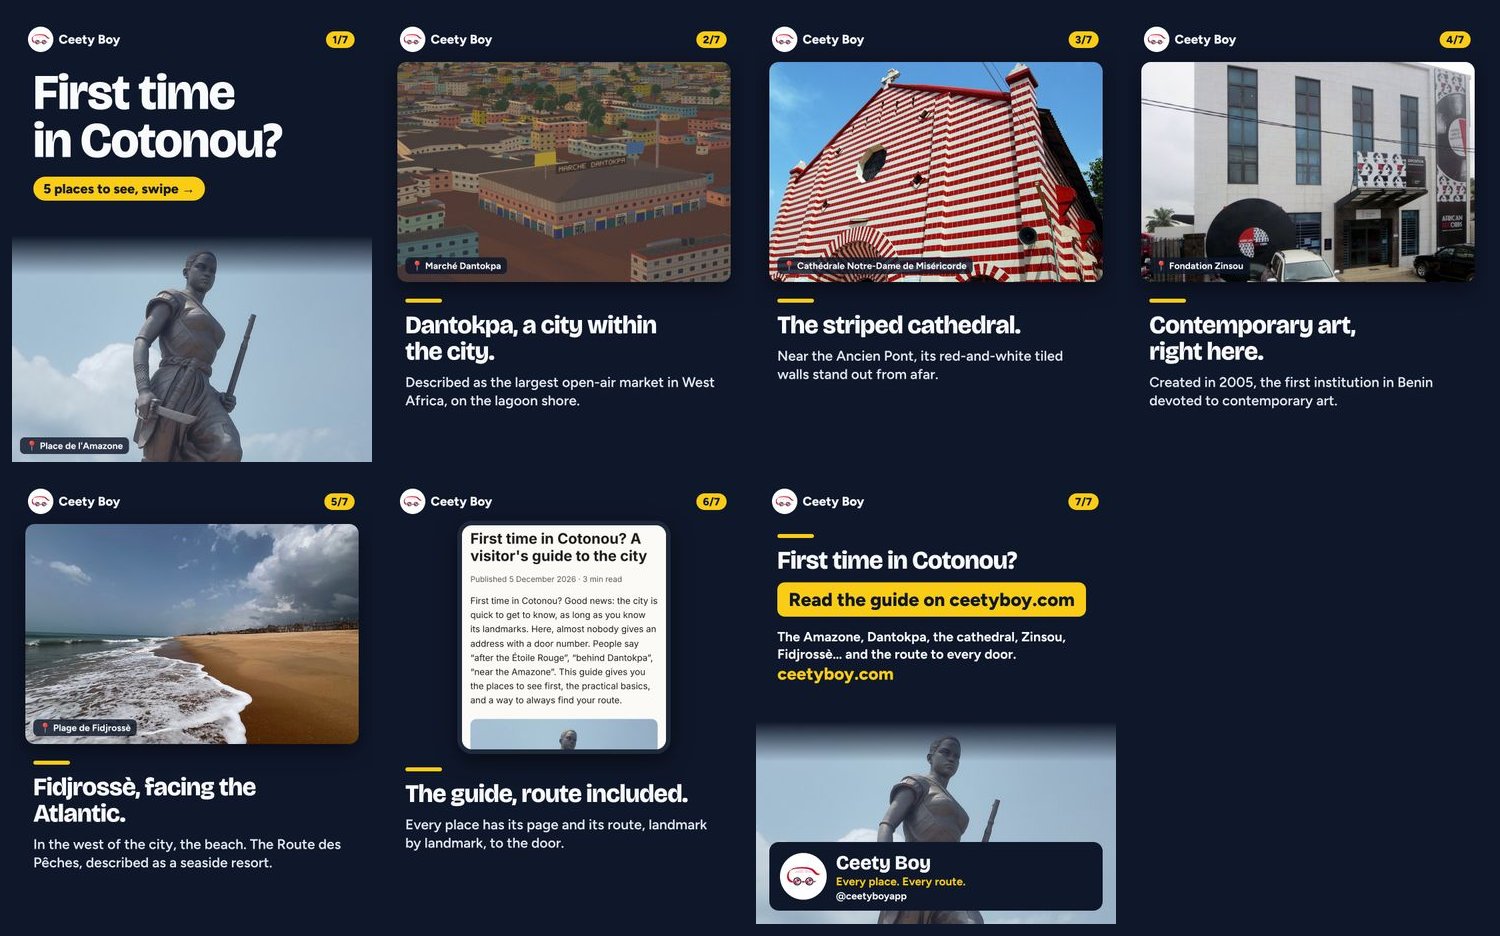 Ceety Boy
1/7
First time
in Cotonou?
5 places to see, swipe →
Place de l'Amazone
Ceety Boy
2/7
MARCHE DANTOKPA
Marché Dantokpa
Dantokpa, a city within
the city.
Described as the largest open-air market in West
Africa, on the lagoon shore.
Ceety Boy
3/7
Cathédrale Notre-Dame de Miséricorde
The striped cathedral.
Near the Ancien Pont, its red-and-white tiled
walls stand out from afar.
Ceety Boy
4/7
Fondation Zinsou
Contemporary art,
right here.
Created in 2005, the first institution in Benin
devoted to contemporary art.
Ceety Boy
5/7
Plage de Fidjrossè
Fidjrossè, facing the
Atlantic.
In the west of the city, the beach. The Route des
Pêches, described as a seaside resort.
Ceety Boy
6/7
First time in Cotonou? A
visitor's guide to the city
Published 5 December 2026 · 3 min read
First time in Cotonou? Good news: the city is
quick to get to know, as long as you know
its landmarks. Here, almost nobody gives an
address with a door number. People say
“after the Étoile Rouge”, “behind Dantokpa”,
“near the Amazone”. This guide gives you
the places to see first, the practical basics,
and a way to always find your route.
The guide, route included.
Every place has its page and its route, landmark
by landmark, to the door.
Ceety Boy
7/7
First time in Cotonou?
Read the guide on ceetyboy.com
The Amazone, Dantokpa, the cathedral, Zinsou,
Fidjrossè... and the route to every door.
ceetyboy.com
Ceety Boy
Every place. Every route.
@ceetyboyapp